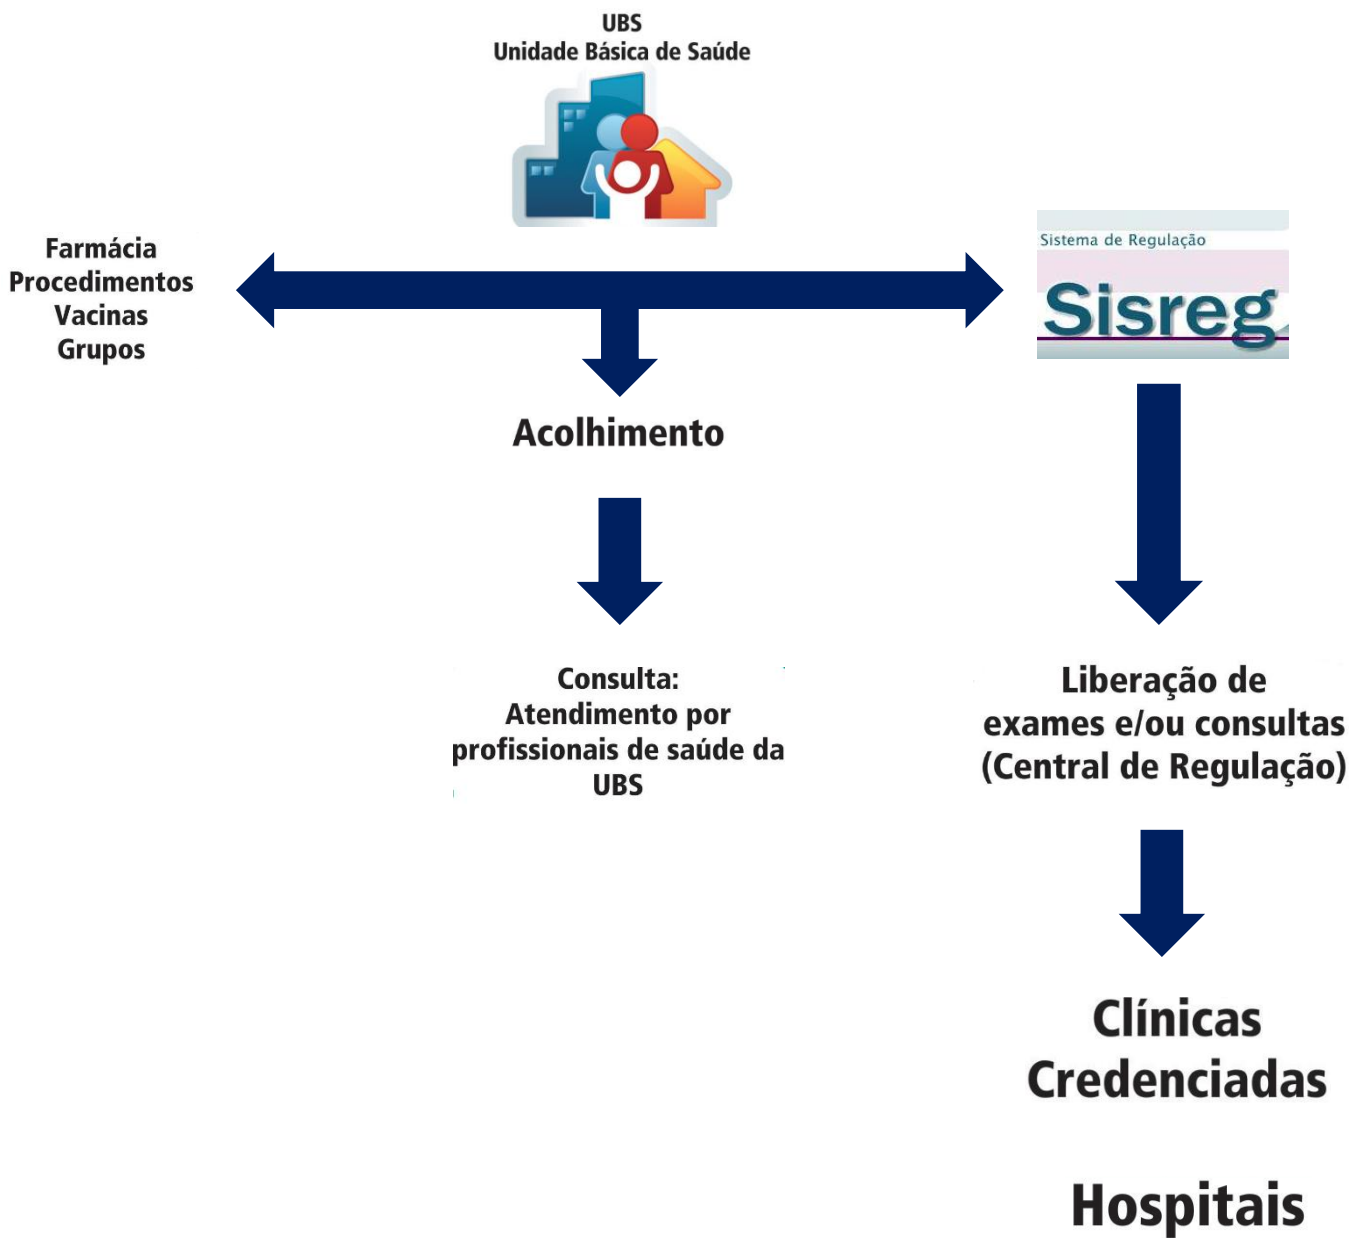 UBS
Unidade Básica de Saúde
Farmácia
Procedimentos
Vacinas
Grupos
Sistema de Regulação
Sisreg
Acolhimento
Consulta:
Atendimento por
profissionais de saúde da
UBS
Liberação de
exames e/ou consultas
(Central de Regulação)
Clínicas
Credenciadas
Hospitais